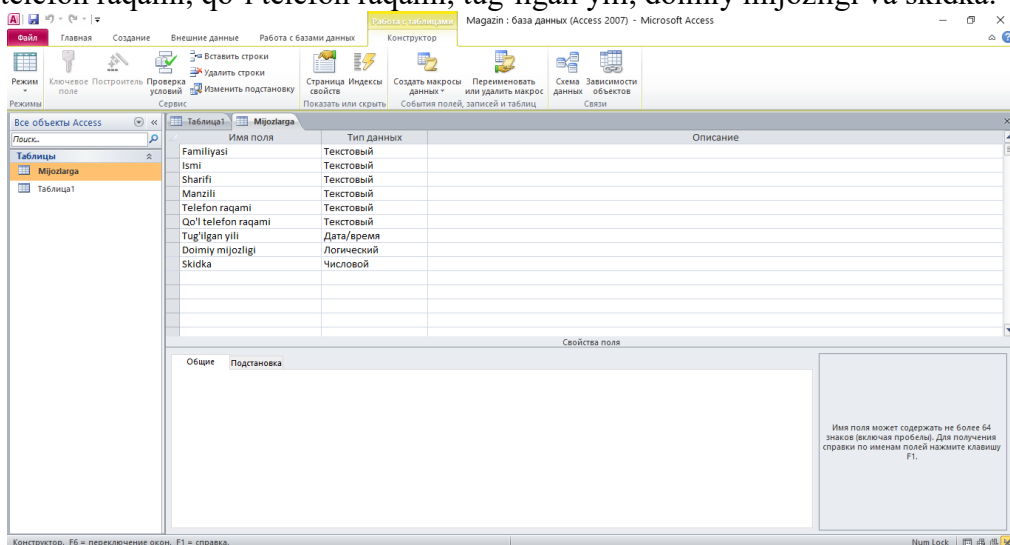 telefon raqami, qo'l telefon raqami, tug'ilgan yili, doimiy mijozligi va skidka.
Работа с таблицами Magazin : база данных (Access 2007) - Microsoft Access
Файл Главная Создание Внешние данные Работа с базами данных Конструктор
Режим
Ключевое поле
Построитель
Проверка условий
Вставить строки
Удалить строки
Изменить подстановку
Страница свойств
Индексы
Создать макросы данных
Переименовать или удалить макрос
Схема данных
Зависимости объектов
Режимы Сервис Показать или скрыть События полей, записей и таблиц Связи
Все объекты Access
Поиск...
Таблицы
Mijozlarga
Таблица1
Таблица1 Mijozlarga
Имя поля Тип данных Описание
Familiyasi Текстовый
Ismi Текстовый
Sharifi Текстовый
Manzili Текстовый
Telefon raqami Текстовый
Qo'l telefon raqami Текстовый
Tug'ilgan yili Дата/время
Doimiy mijozligi Логический
Skidka Числовой
Свойства поля
Общие Подстановка
Имя поля может содержать не более 64
знаков (включая пробелы). Для получения
справки по именам полей нажмите клавишу
F1.
Конструктор. F6 = переключение окон. F1 = справка. Num Lock